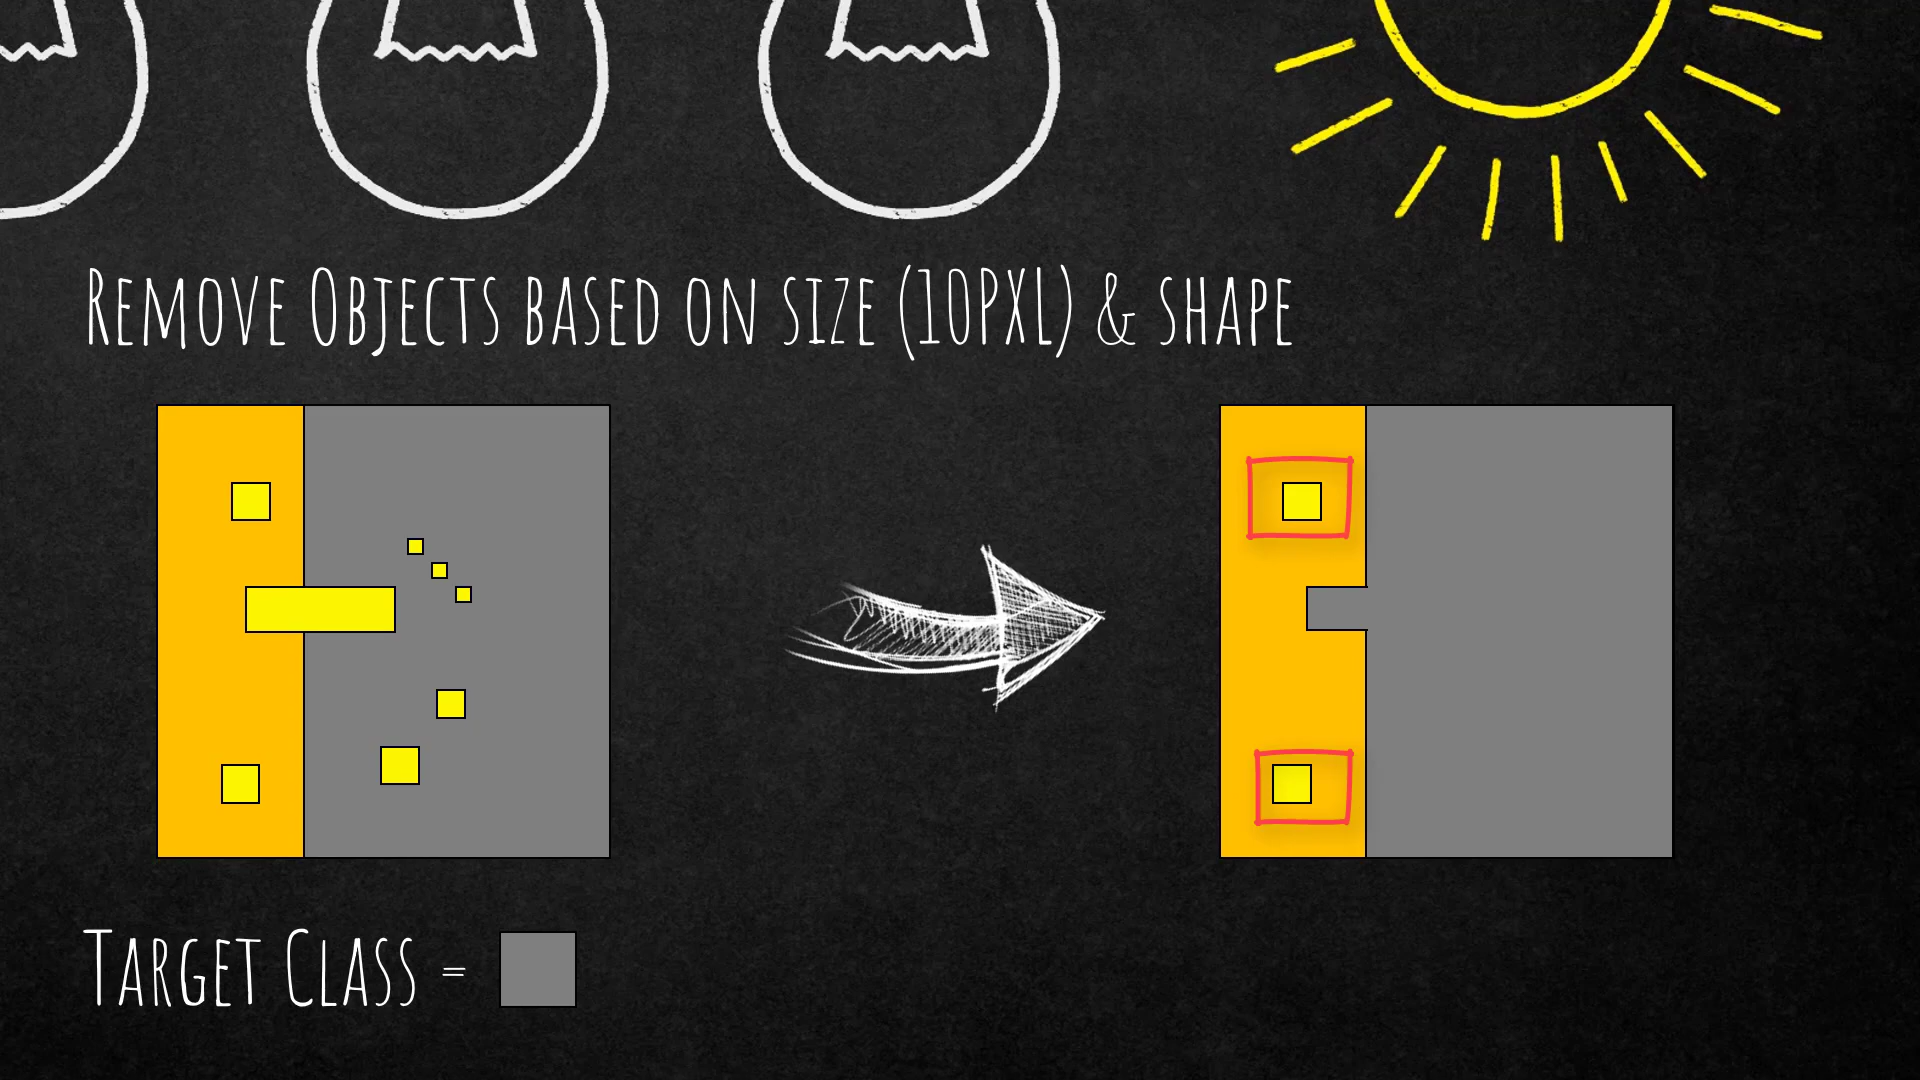 Remove Objects based on size (10pxl) & shape
Target Class =